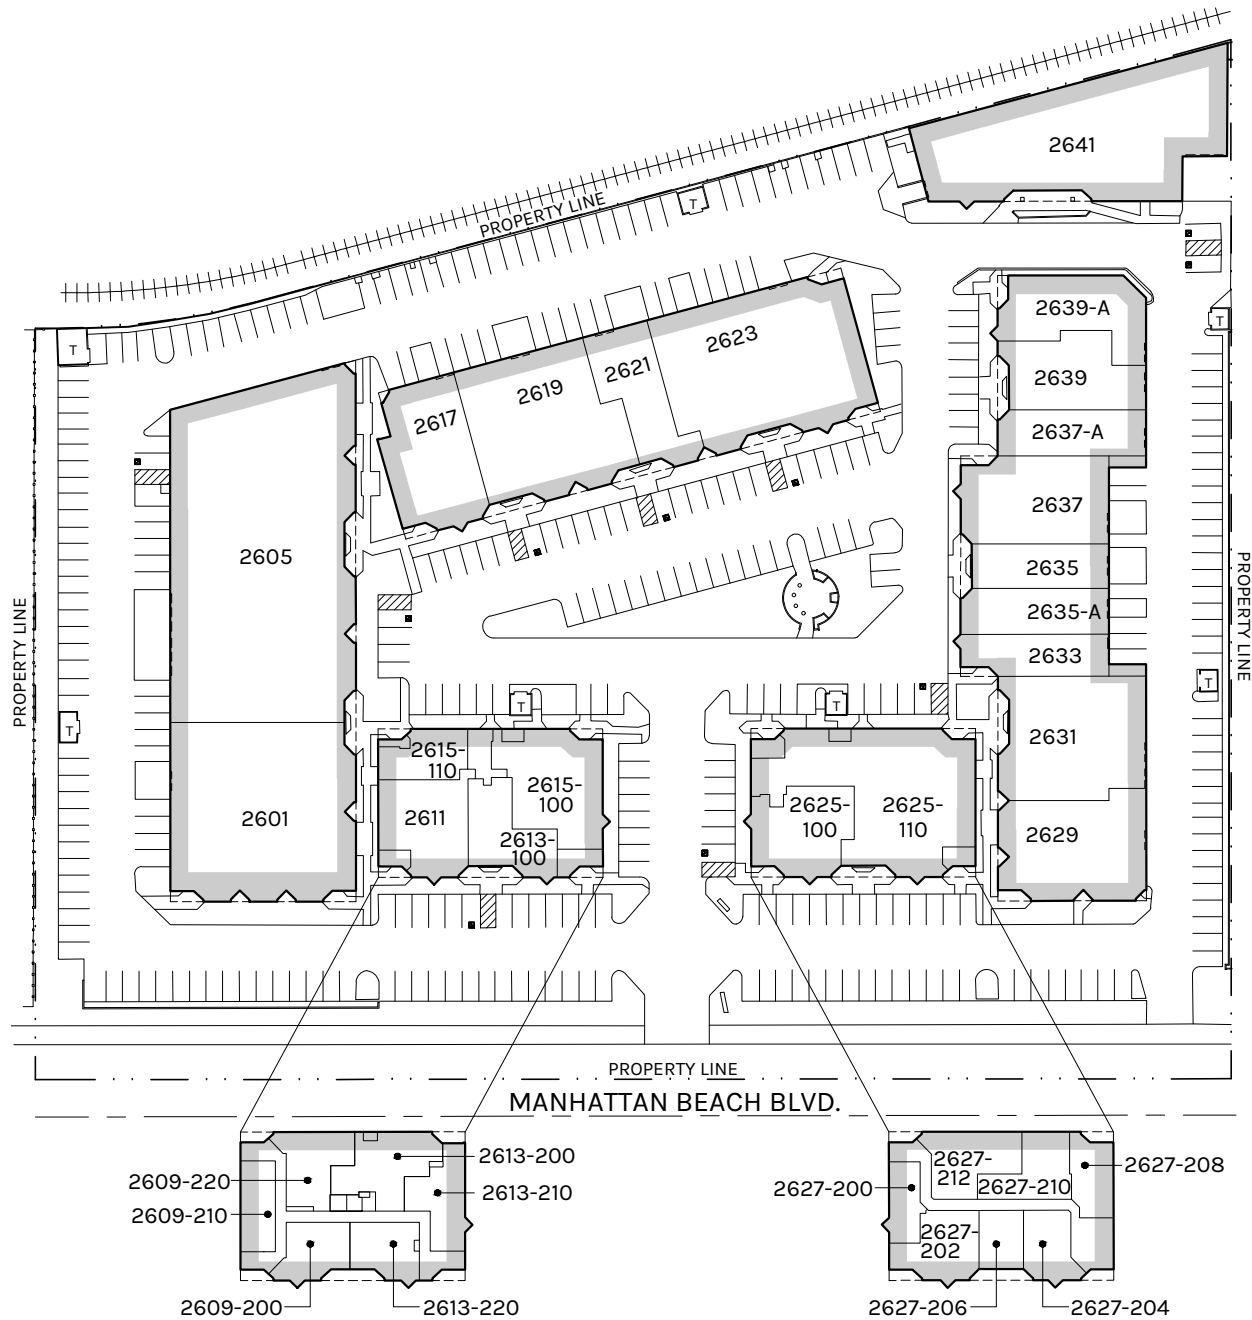 2641
PROPERTY LINE
T
T
T
2639-A
2639
2637-A
2637
2635
2635-A
2633
2631
2629
2623
2621
2619
2617
2605
2601
PROPERTY LINE
PROPERTY LINE
T
T
T
T
2615-
110
2615-
100
2611
2613-
100
2625-
100
2625-
110
PROPERTY LINE
MANHATTAN BEACH BLVD.
2613-200
2609-220
2613-210
2609-210
2609-200
2613-220
2627-
212
2627-208
2627-200
2627-210
2627-
202
2627-206
2627-204